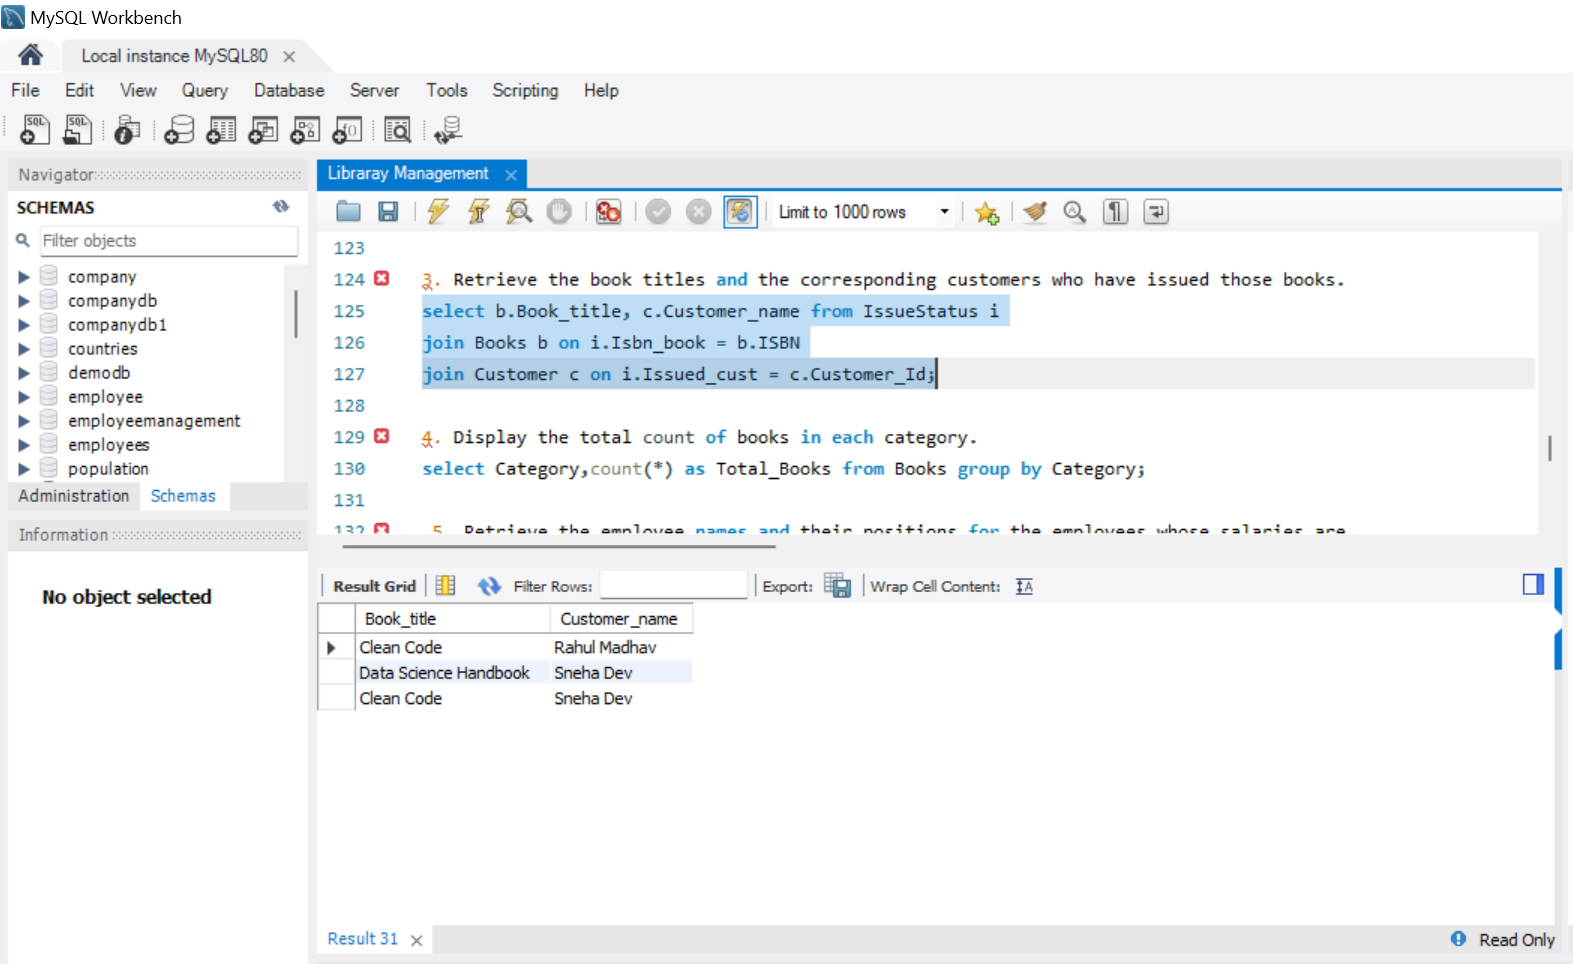 MySQL Workbench
Local instance MySQL80
File Edit View Query Database Server Tools Scripting Help
Navigator
SCHEMAS
Filter objects
company
companydb
companydb1
countries
demodb
employee
employeemanagement
employees
population
Administration Schemas
Information
No object selected
Libraray Management
Limit to 1000 rows
123
124 3. Retrieve the book titles and the corresponding customers who have issued those books.
125 select b.Book_title, c.Customer_name from IssueStatus i
126 join Books b on i.Isbn_book = b.ISBN
127 join Customer c on i.Issued_cust = c.Customer_Id;
128
129 4. Display the total count of books in each category.
130 select Category,count(*) as Total_Books from Books group by Category;
131
132 5. Retrieve the employee names and their positions for the employees whose salaries are
Result Grid Filter Rows: Export: Wrap Cell Content:
Book_title Customer_name
Clean Code Rahul Madhav
Data Science Handbook Sneha Dev
Clean Code Sneha Dev
Result 31
Read Only